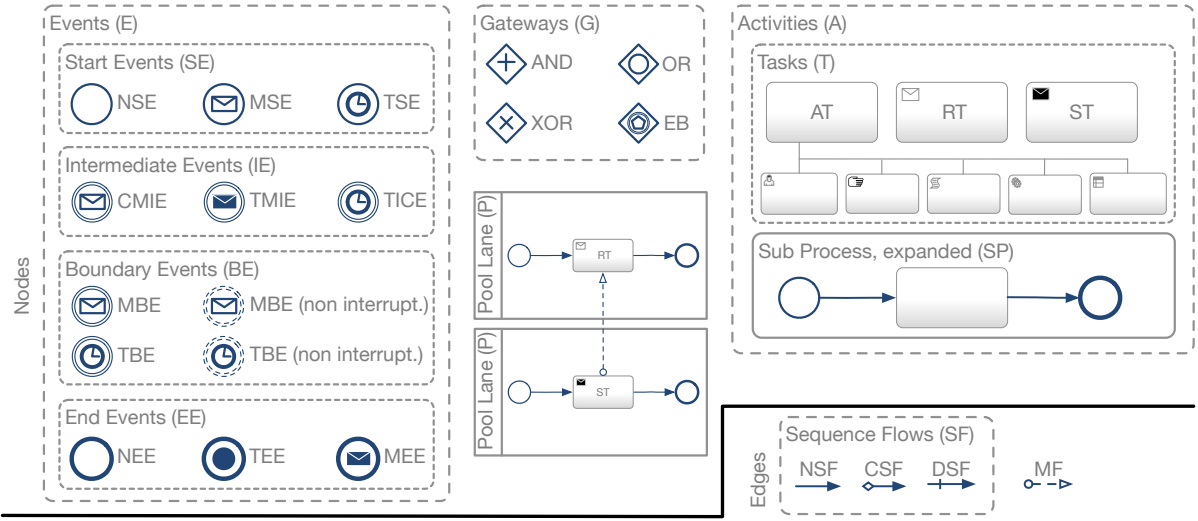 Nodes
Events (E)
Start Events (SE)
NSE MSE TSE
Intermediate Events (IE)
CMIE TMIE TICE
Boundary Events (BE)
MBE MBE (non interrupt.)
TBE TBE (non interrupt.)
End Events (EE)
NEE TEE MEE
Gateways (G)
AND OR
XOR EB
Pool Lane (P)
RT
Pool Lane (P)
ST
Activities (A)
Tasks (T)
AT RT ST
Sub Process, expanded (SP)
Edges
Sequence Flows (SF)
NSF CSF DSF MF